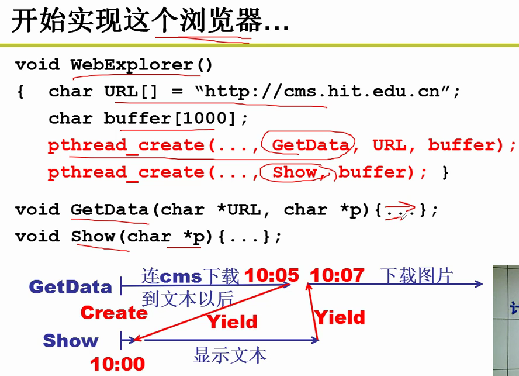 开始实现这个浏览器...
void WebExplorer()
{ char URL[] = “http://cms.hit.edu.cn”;
char buffer[1000];
pthread_create(..., GetData, URL, buffer);
pthread_create(..., Show, buffer); }
void GetData(char *URL, char *p){...};
void Show(char *p){...};
GetData 连cms下载 10:05 10:07 下载图片
到文本以后
Create Yield Yield
Show 显示文本
10:00